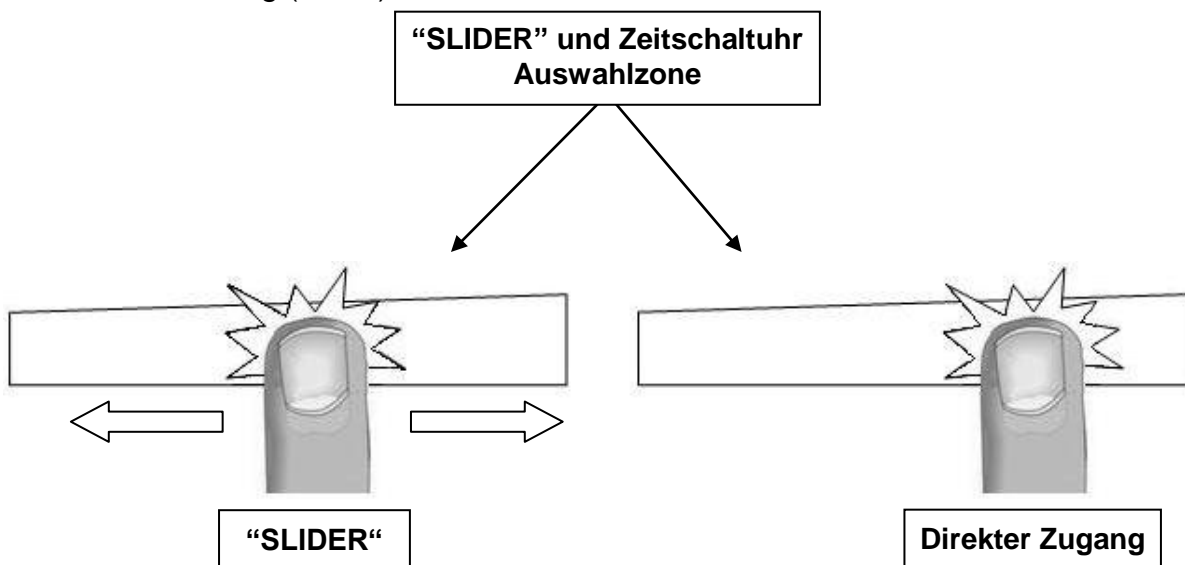 “SLIDER” und Zeitschaltuhr
Auswahlzone
“SLIDER“
Direkter Zugang